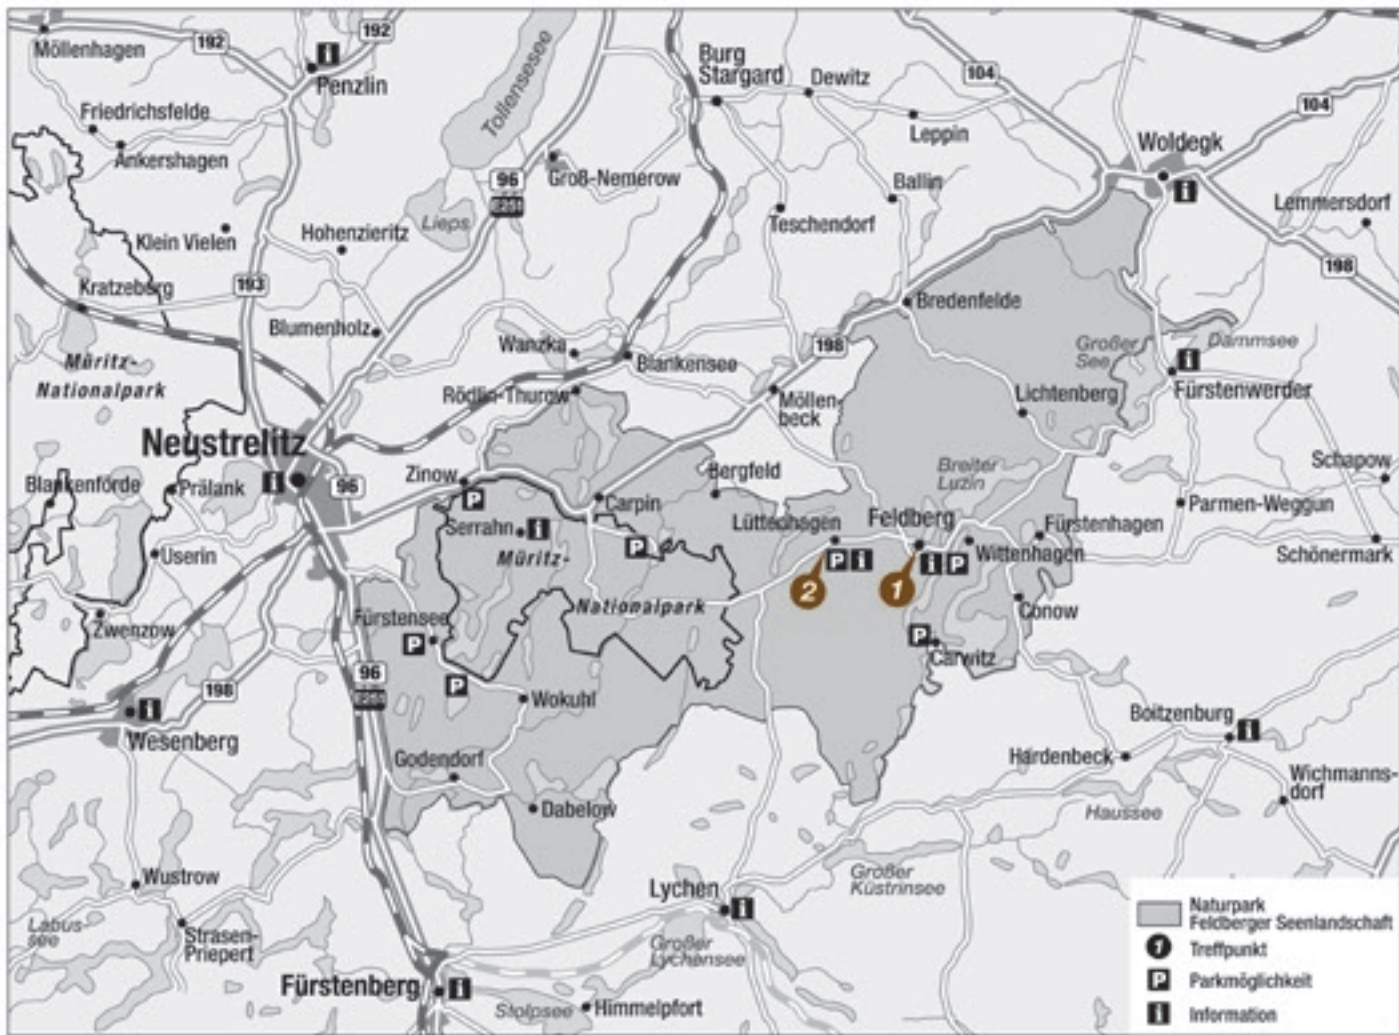 Möllenhagen
192
192
Penzlin
Friedrichsfelde
Ankershagen
Tollensesee
Burg
Stargard
Dewitz
104
104
Leppin
Woldegk
96
Groß-Nemerow
Ballin
Lieps
Teschendorf
Lemmersdorf
Klein Vielen
Hohenzieritz
198
193
Kratzeburg
Bredenfelde
Blumenholz
Wanzka
Blankensee
198
Großer
See
Dammsee
Müritz-
Nationalpark
Rödlin-Thurow
Möllen-
beck
Lichtenberg
Fürstenwerder
Neustrelitz
Zinow
Bergfeld
Breiter
Luzin
Schapow
Blankenförde
Prälank
96
P
Carpin
Parmen-Weggun
Serrahn
Müritz-
P
Lüttenhagen
Feldberg
Fürstenhagen
Userin
P
P
Wittenhagen
Schönermark
2
1
Nationalpark
Zwenzow
Fürstensee
P
P
Conow
Carwitz
96
P
198
Wokuhl
Wesenberg
Boitzenburg
Godendorf
Hardenbeck
Wichmanns-
dorf
Dabelow
Haussee
Wustrow
Großer
Küstrinsee
Lychen
Labus-
see
Strasen-
Priepert
Großer
Lychensee
Fürstenberg
Stolpsee
Himmelpfort
Naturpark
Feldberger Seenlandschaft
1 Treffpunkt
P Parkmöglichkeit
i Information